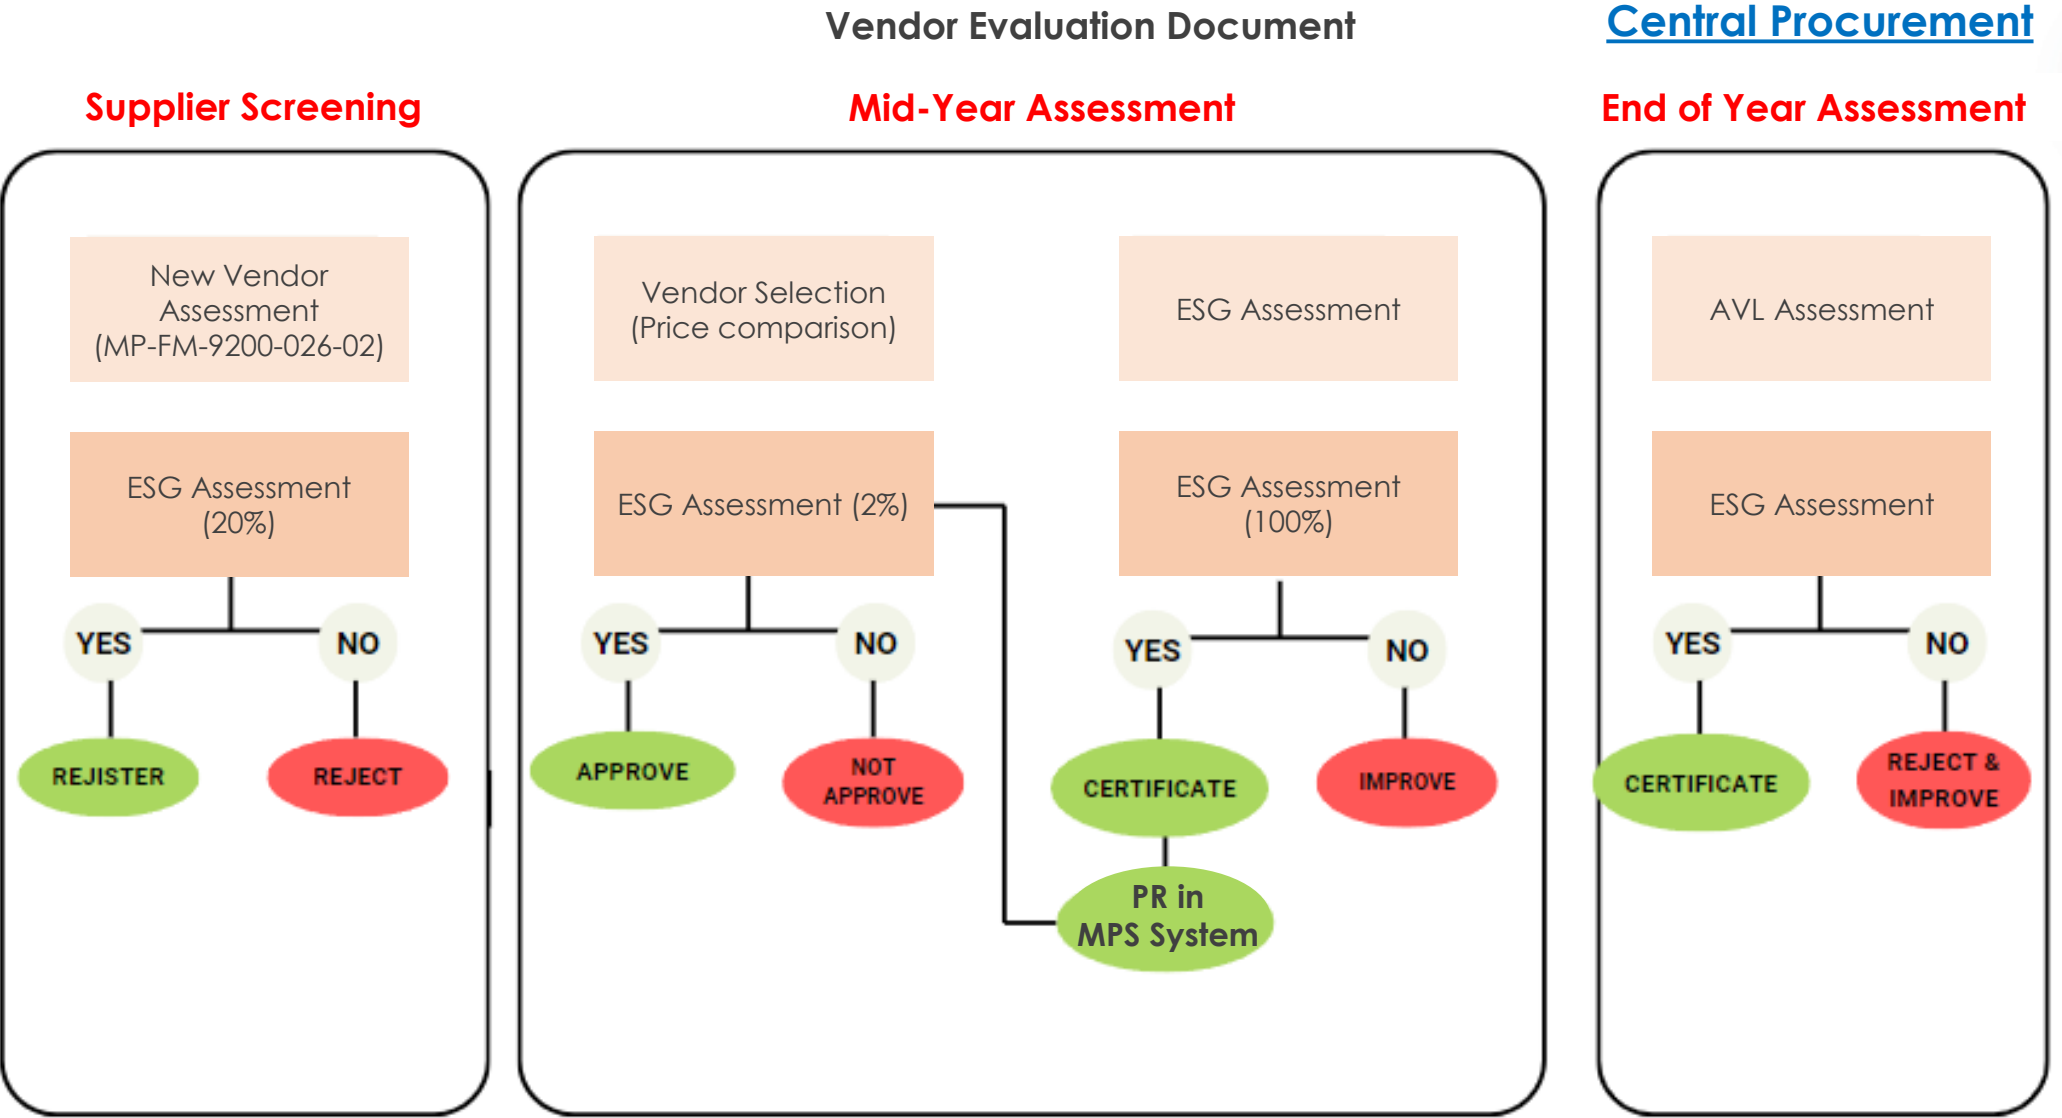 Vendor Evaluation Document
Central Procurement
Supplier Screening
Mid-Year Assessment
End of Year Assessment
New Vendor
Assessment
(MP-FM-9200-026-02)
ESG Assessment
(20%)
YES
NO
REJISTER
REJECT
Vendor Selection
(Price comparison)
ESG Assessment (2%)
YES
NO
APPROVE
NOT
APPROVE
ESG Assessment
ESG Assessment
(100%)
YES
NO
CERTIFICATE
IMPROVE
PR in
MPS System
AVL Assessment
ESG Assessment
YES
NO
CERTIFICATE
REJECT &
IMPROVE